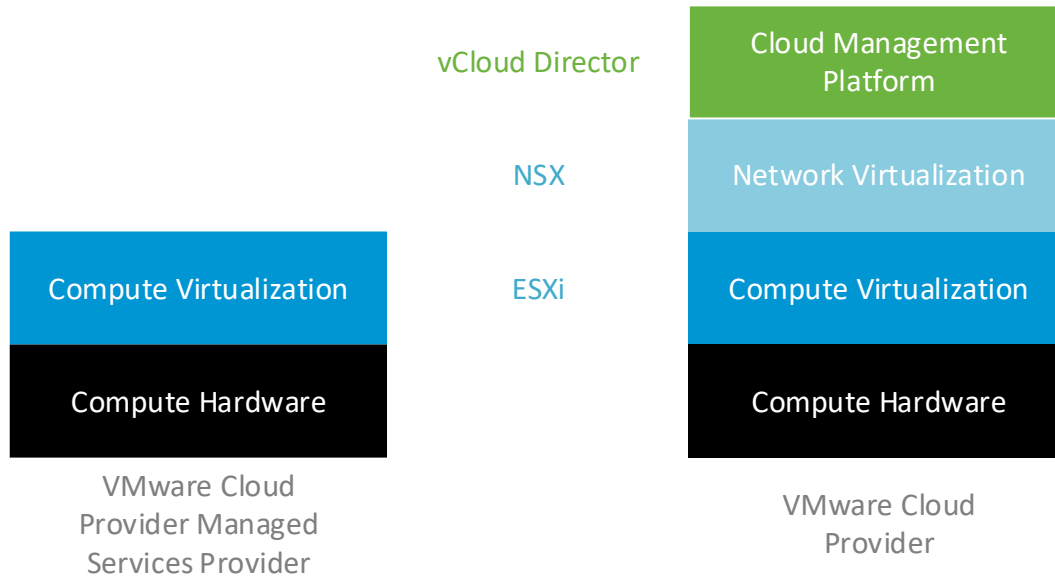 vCloud Director
Cloud Management
Platform
NSX
Network Virtualization
Compute Virtualization
ESXi
Compute Virtualization
Compute Hardware
Compute Hardware
VMware Cloud
Provider Managed
Services Provider
VMware Cloud
Provider